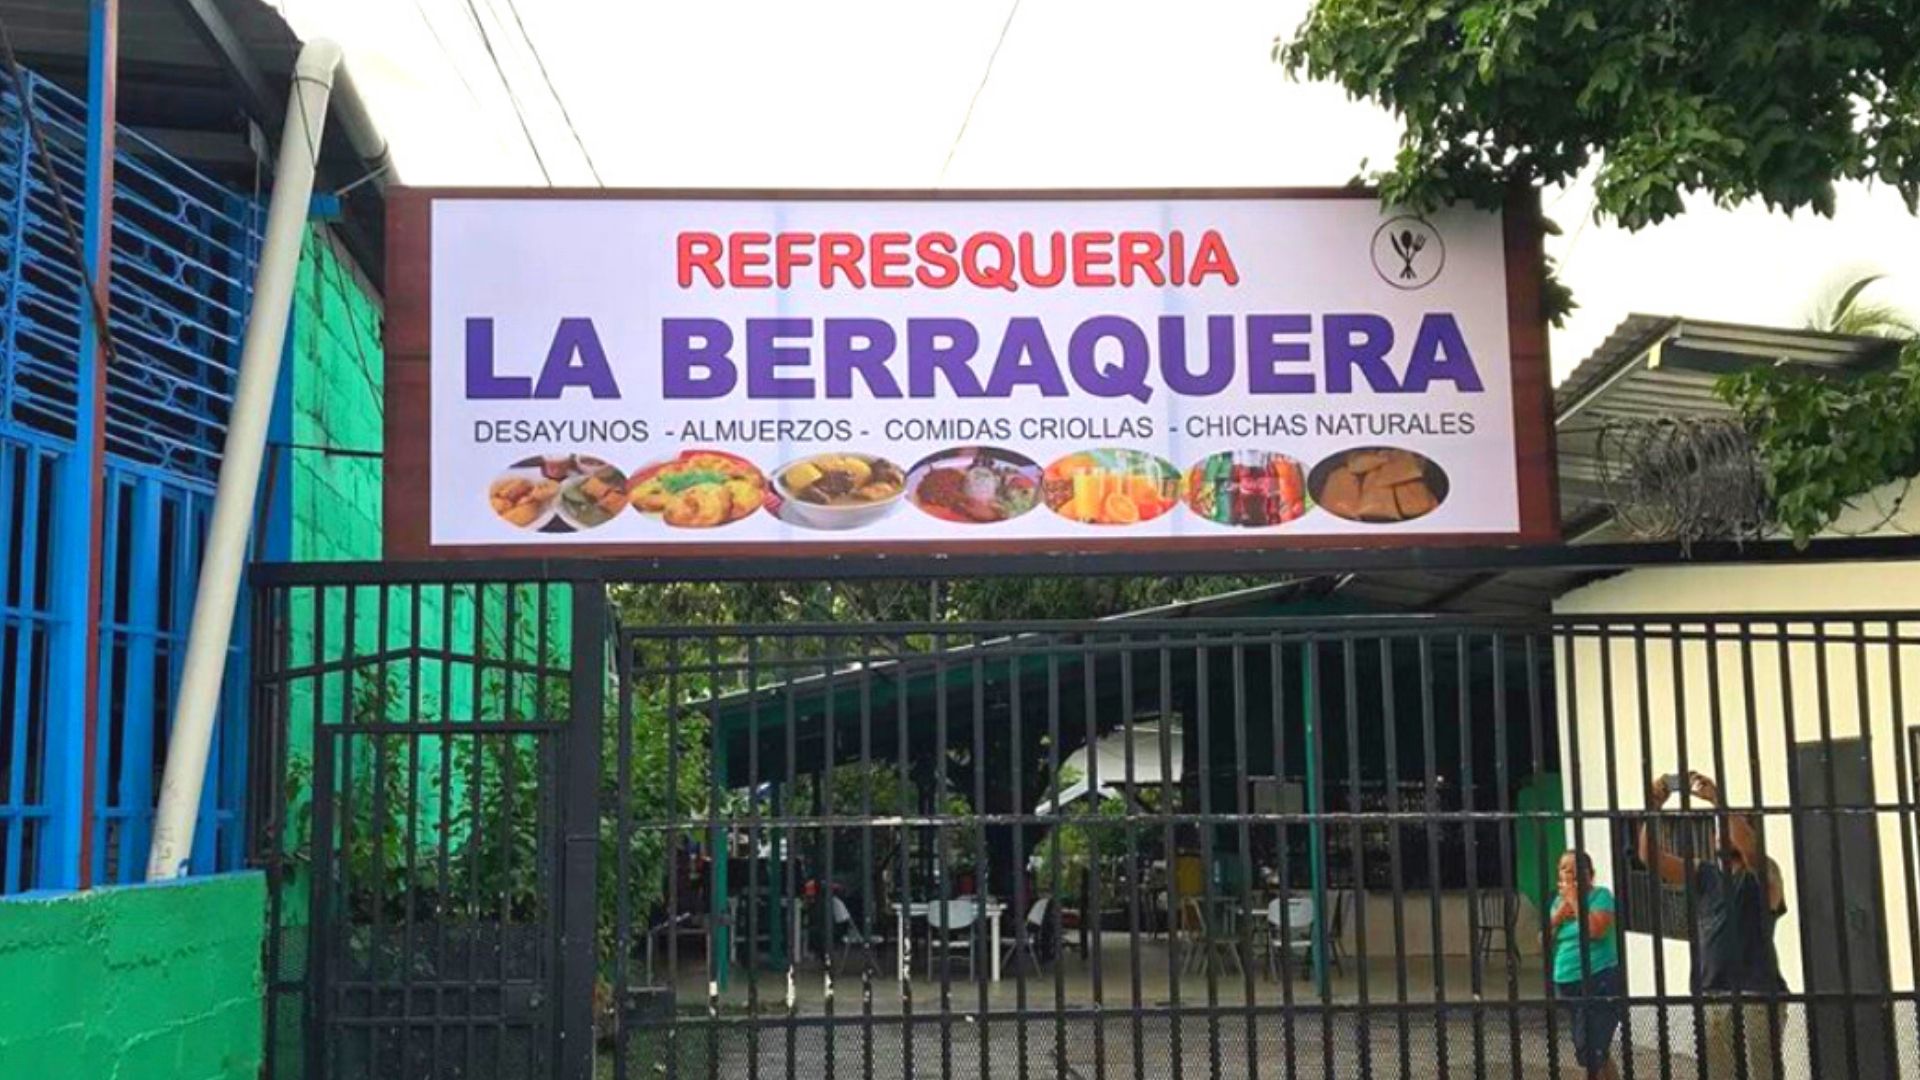 REFRESQUERIA
LA BERRAQUERA
DESAYUNOS - ALMUERZOS - COMIDAS CRIOLLAS - CHICHAS NATURALES